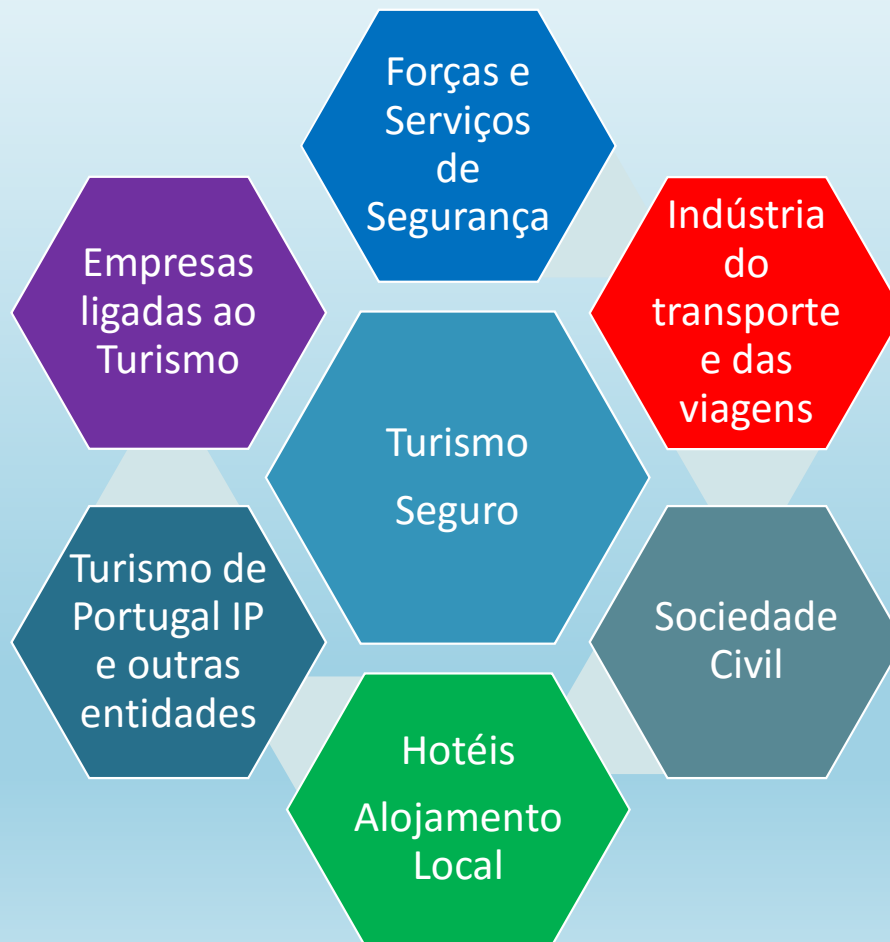 Forças e
Serviços
de
Segurança
Indústria
do
transporte
e das
viagens
Empresas
ligadas ao
Turismo
Turismo
Seguro
Turismo de
Portugal IP
e outras
entidades
Sociedade
Civil
Hotéis
Alojamento
Local